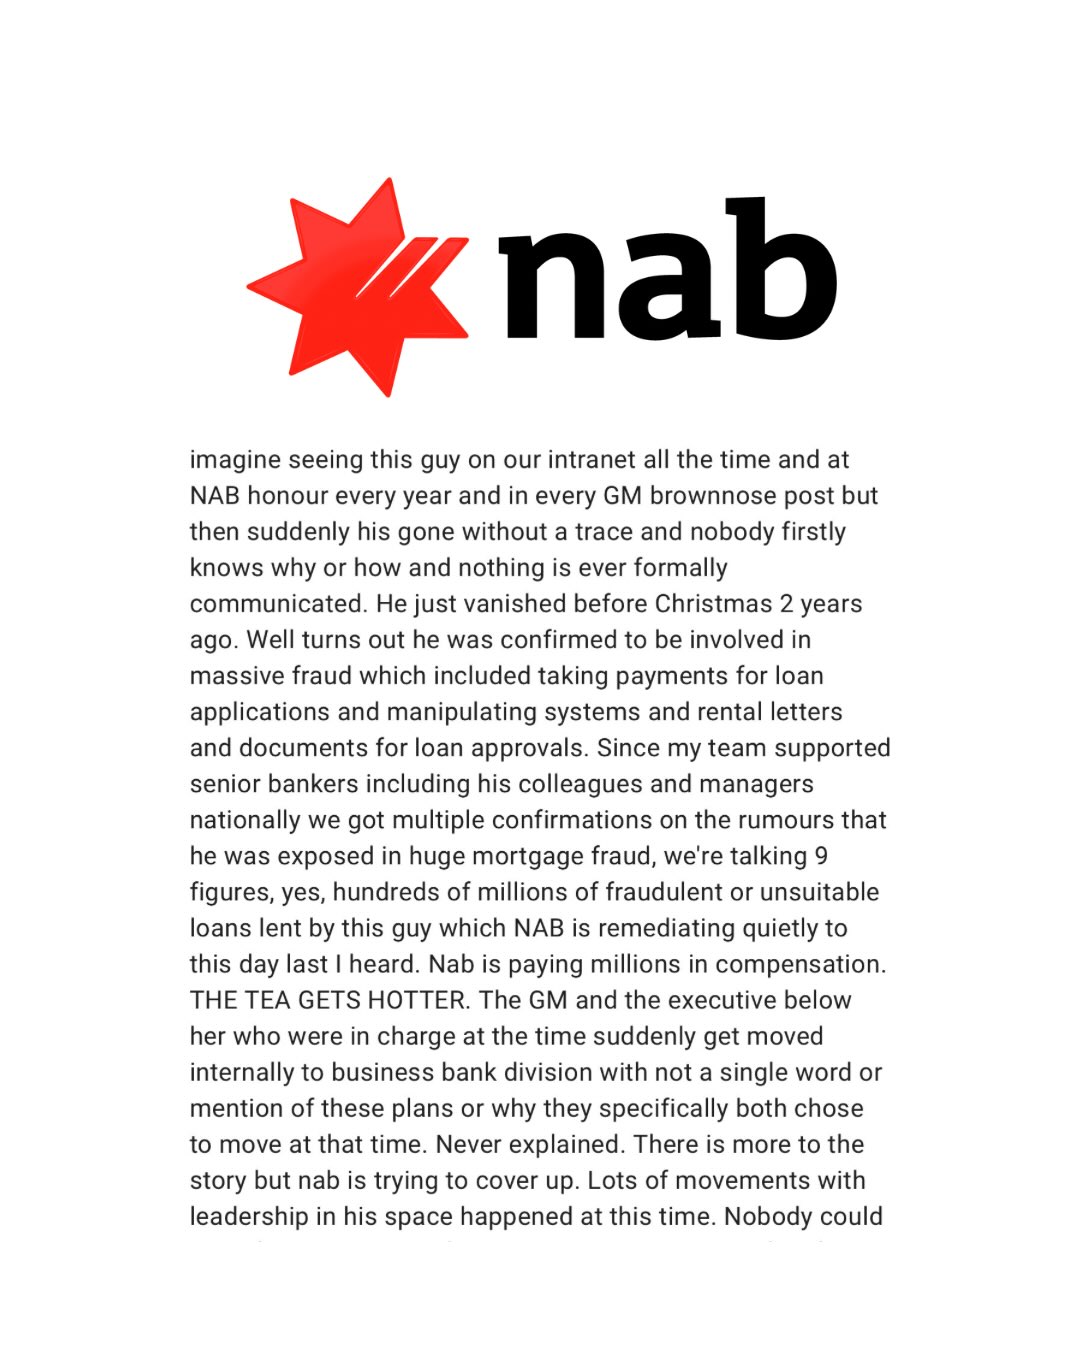 nab
imagine seeing this guy on our intranet all the time and at
NAB honour every year and in every GM brownnose post but
then suddenly his gone without a trace and nobody firstly
knows why or how and nothing is ever formally
communicated. He just vanished before Christmas 2 years
ago. Well turns out he was confirmed to be involved in
massive fraud which included taking payments for loan
applications and manipulating systems and rental letters
and documents for loan approvals. Since my team supported
senior bankers including his colleagues and managers
nationally we got multiple confirmations on the rumours that
he was exposed in huge mortgage fraud, we're talking 9
figures, yes, hundreds of millions of fraudulent or unsuitable
loans lent by this guy which NAB is remediating quietly to
this day last I heard. Nab is paying millions in compensation.
THE TEA GETS HOTTER. The GM and the executive below
her who were in charge at the time suddenly get moved
internally to business bank division with not a single word or
mention of these plans or why they specifically both chose
to move at that time. Never explained. There is more to the
story but nab is trying to cover up. Lots of movements with
leadership in his space happened at this time. Nobody could